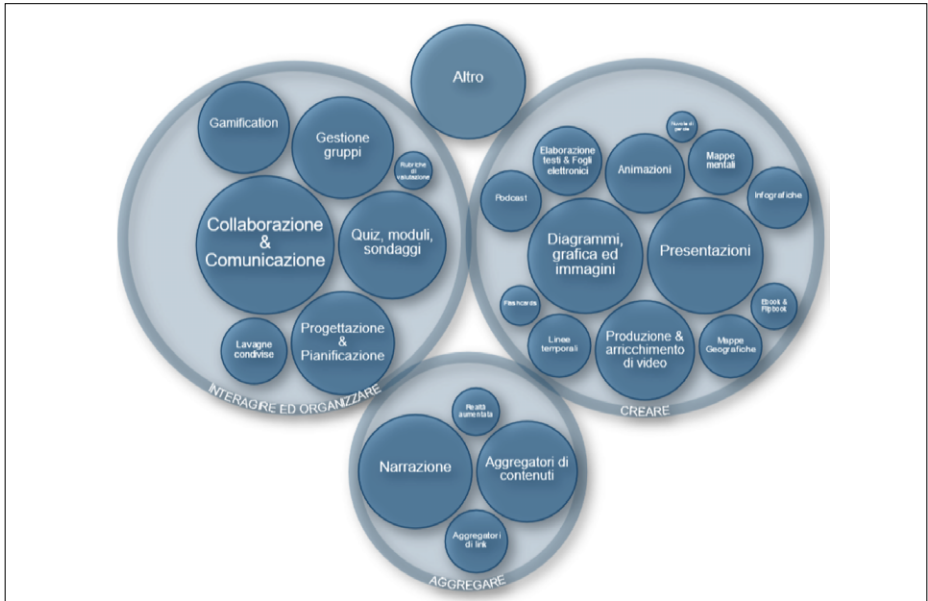 Altro
Gamification
Gestione
gruppi
Rubriche
di
valutazione
Collaborazione
&
Comunicazione
Quiz, moduli,
sondaggi
Lavagne
condivise
Progettazione
&
Pianificazione
INTERAGIRE ED ORGANIZZARE
Elaborazione
testi & Fogli
elettronici
Animazioni
Mappe
mentali
Podcast
Infografiche
Diagrammi,
grafica ed
immagini
Presentazioni
Flashcards
Ebook &
Flipbook
Linee
temporali
Produzione &
arricchimento
di video
Mappe
Geografiche
CREARE
Realtà
aumentata
Narrazione
Aggregatori di
contenuti
Aggregatori
di link
AGGREGARE